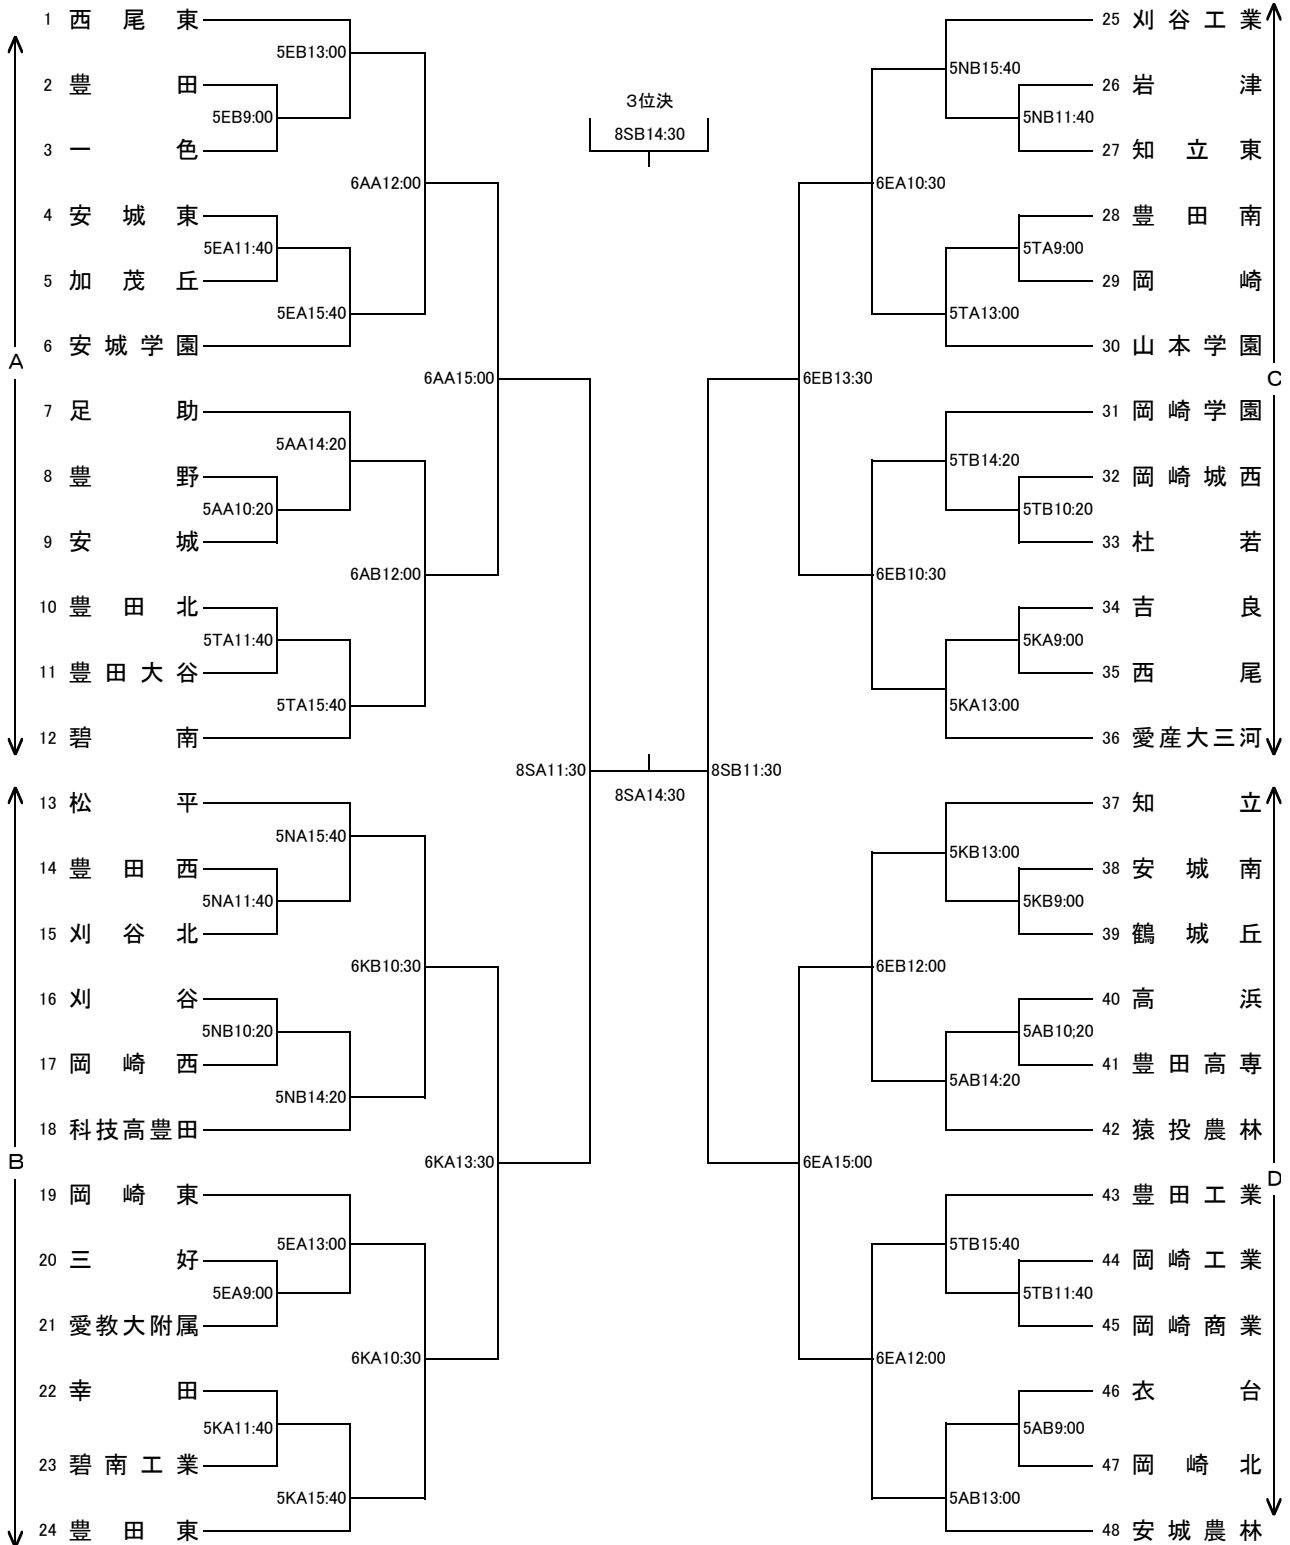 1 西尾東
5EB13:00
2 豊田
5EB9:00
3 一色
6AA12:00
4 安城東
5EA11:40
5 加茂丘
5EA15:40
6 安城学園
A
6AA15:00
7 足助
5AA14:20
8 豊野
5AA10:20
9 安城
6AB12:00
10 豊田北
5TA11:40
11 豊田大谷
5TA15:40
12 碧南
8SA11:30
13 松平
5NA15:40
14 豊田西
5NA11:40
15 刈谷北
6KB10:30
16 刈谷
5NB10:20
17 岡崎西
5NB14:20
18 科技高豊田
B
6KA13:30
19 岡崎東
5EA13:00
20 三好
5EA9:00
21 愛教大附属
6KA10:30
22 幸田
5KA11:40
23 碧南工業
5KA15:40
24 豊田東
3位決
8SB14:30
8SA14:30
25 刈谷工業
5NB15:40
26 岩津
5NB11:40
27 知立東
6EA10:30
28 豊田南
5TA9:00
29 岡崎
5TA13:00
30 山本学園
C
6EB13:30
31 岡崎学園
5TB14:20
32 岡崎城西
5TB10:20
33 杜若
6EB10:30
34 吉良
5KA9:00
35 西尾
5KA13:00
36 愛産大三河
8SB11:30
37 知立
5KB13:00
38 安城南
5KB9:00
39 鶴城丘
6EB12:00
40 高浜
5AB10;20
41 豊田高専
5AB14:20
42 猿投農林
6EA15:00
D
43 豊田工業
5TB15:40
44 岡崎工業
5TB11:40
45 岡崎商業
6EA12:00
46 衣台
5AB9:00
47 岡崎北
5AB13:00
48 安城農林